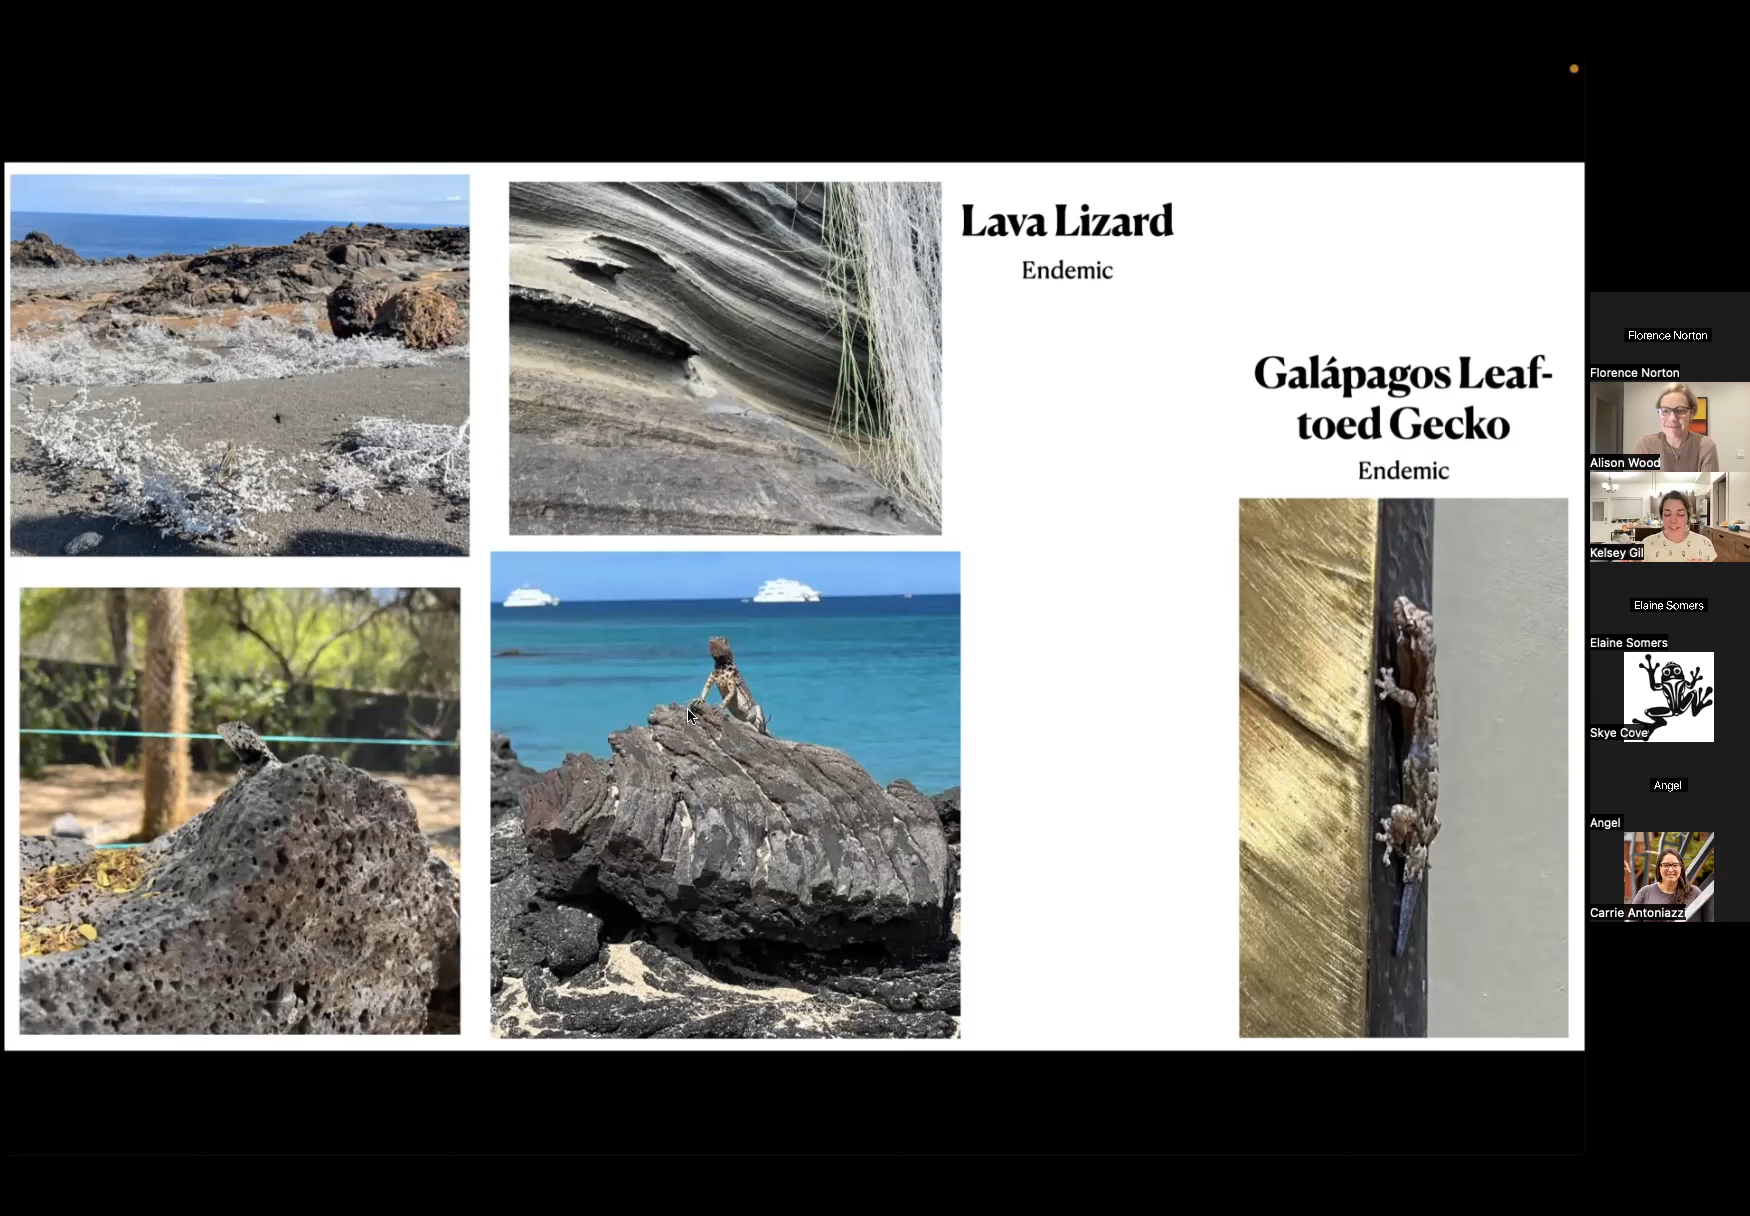 Lava Lizard
Endemic
Galápagos Leaf-
toed Gecko
Endemic
Florence Norton
Florence Norton
Alison Wood
Kelsey Gil
Elaine Somers
Elaine Somers
Skye Cove
Angel
Angel
Carrie Antoniazzi